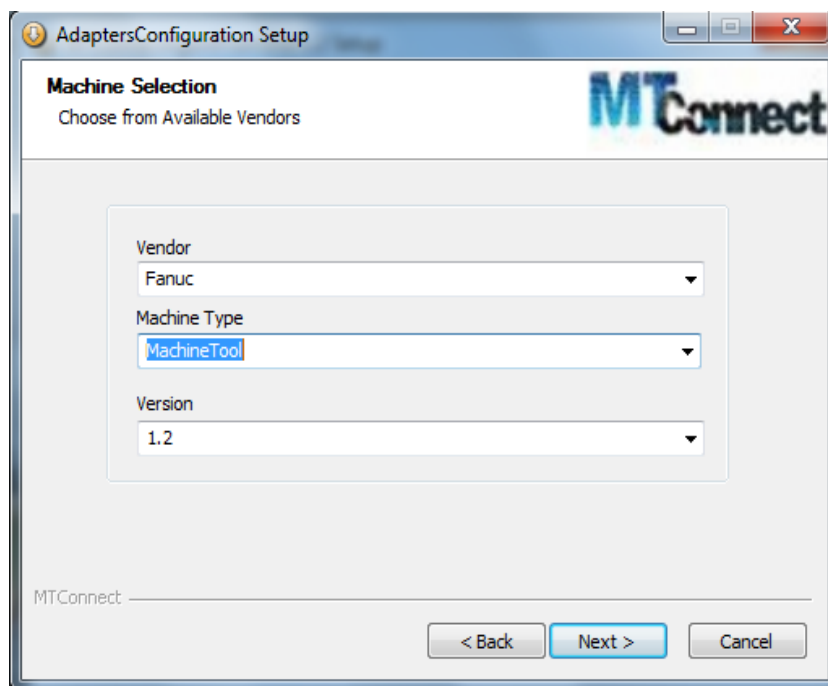 AdaptersConfiguration Setup
Machine Selection
Choose from Available Vendors
MTConnect
Vendor
Fanuc
Machine Type
MachineTool
Version
1.2
MTConnect
< Back
Next >
Cancel